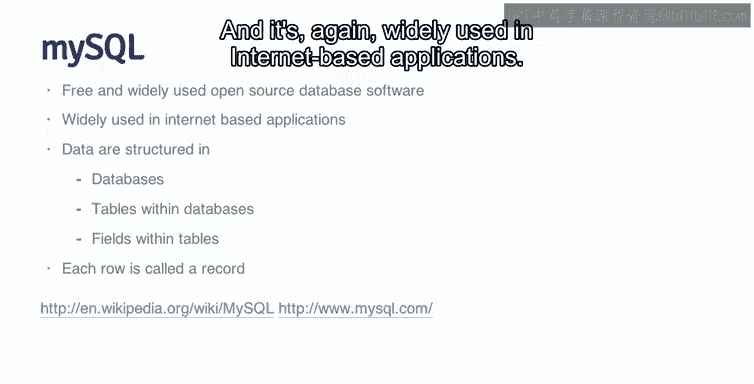 And it's, again, widely used in
Internet-based applications.
mySQL
Free and widely used open source database software
Widely used in internet based applications
Data are structured in
Databases
Tables within databases
Fields within tables
Each row is called a record
http://en.wikipedia.org/wiki/MySQL http://www.mysql.com/